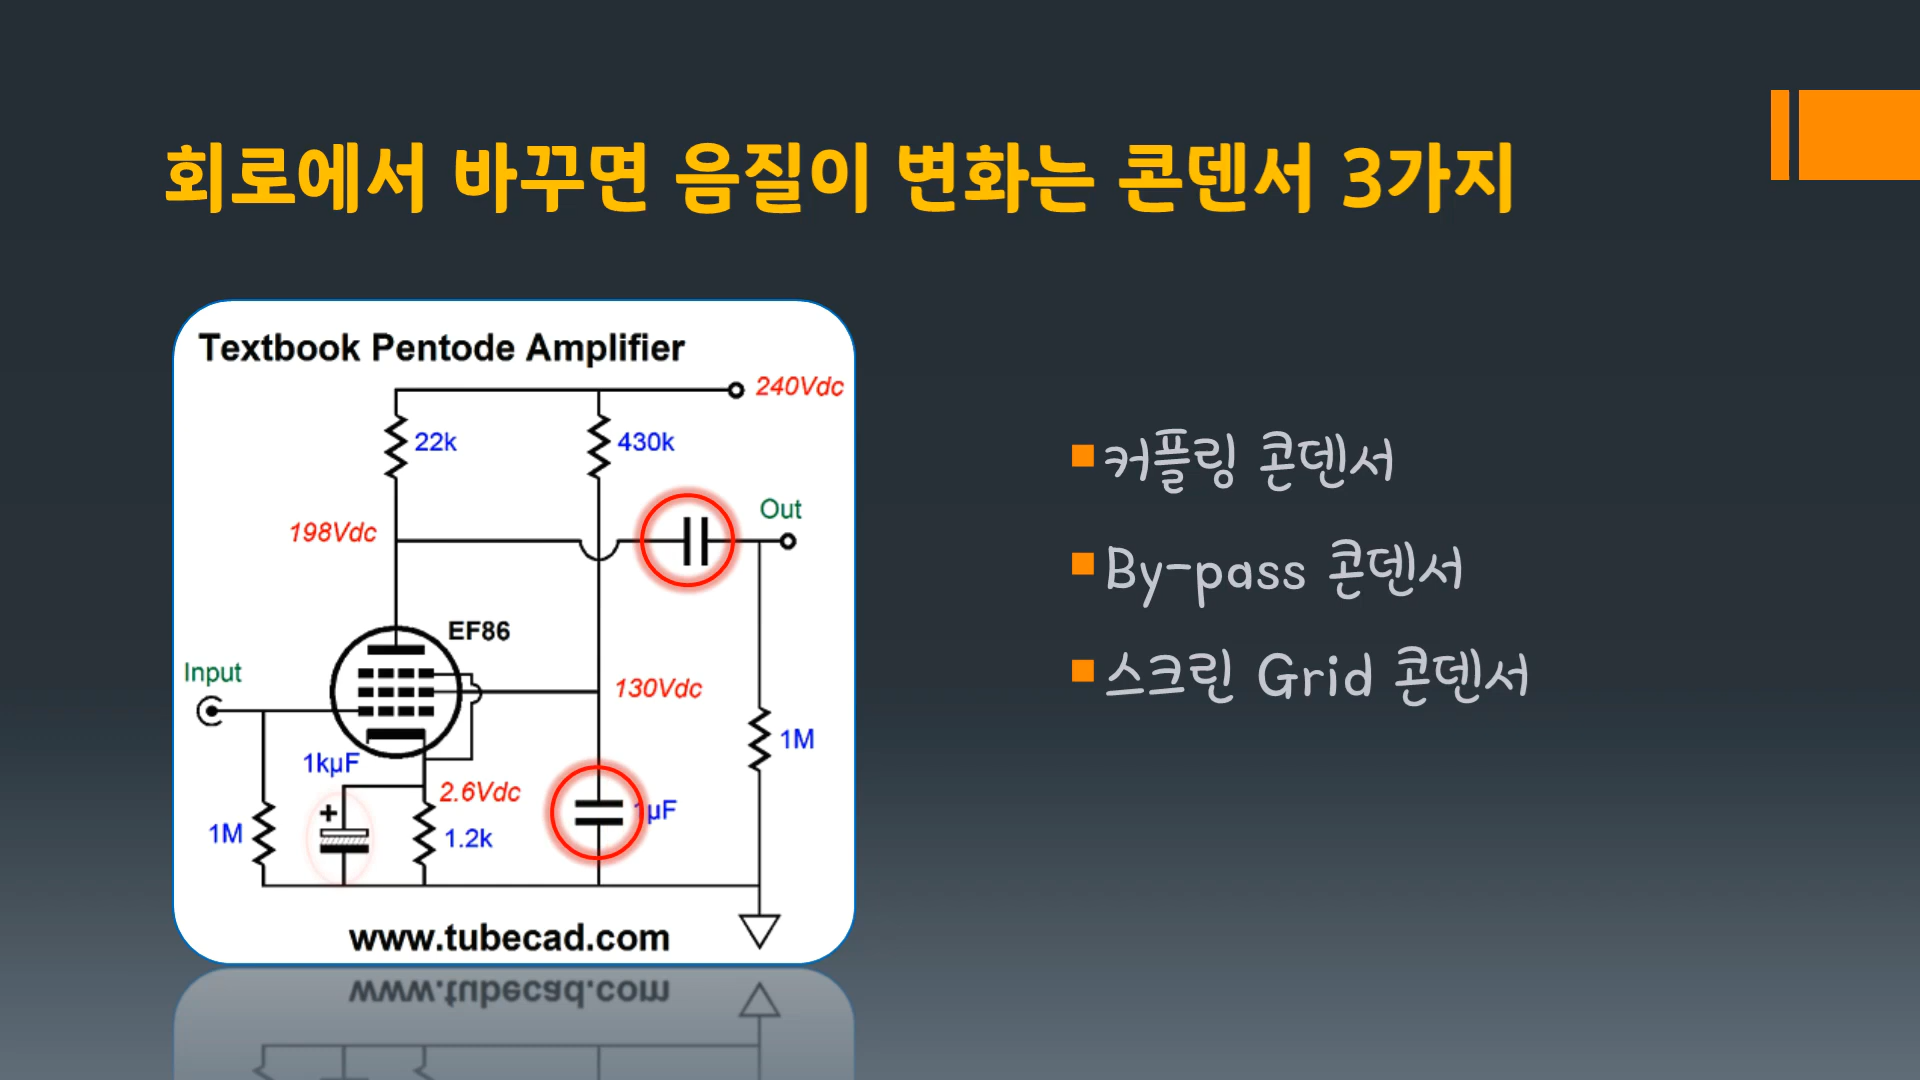 회로에서 바꾸면 음질이 변화는 콘덴서 3가지
Textbook Pentode Amplifier
240Vdc
22k
430k
Out
198Vdc
EF86
Input
130Vdc
1M
1kµF
2.6Vdc
+
1µF
1M
1.2k
www.tubecad.com
커플링 콘덴서
By-pass 콘덴서
스크린 Grid 콘덴서